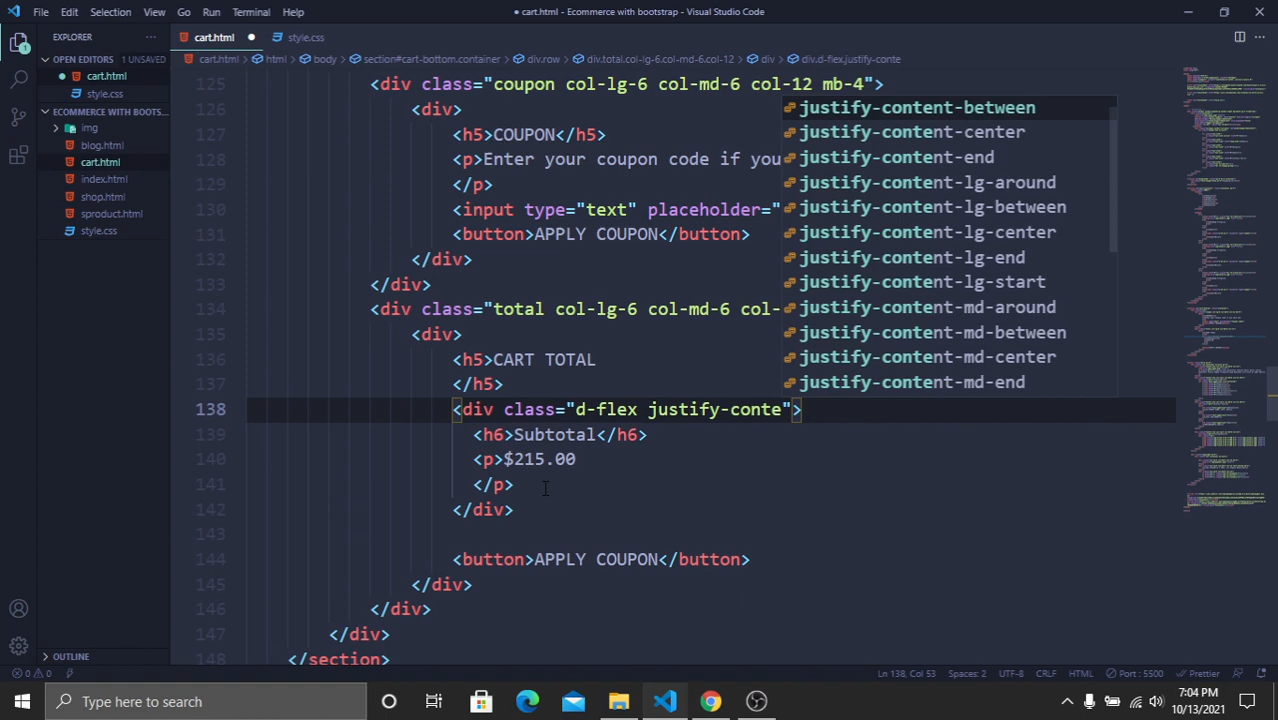 File Edit Selection View Go Run Terminal Help
● cart.html - Ecommerce with bootstrap - Visual Studio Code
EXPLORER ···
cart.html ●
style.css
OPEN EDITORS 1 UNSAVED
● cart.html
style.css
ECOMMERCE WITH BOOTS...
img
blog.html
cart.html
index.html
shop.html
sproduct.html
style.css
OUTLINE
cart.html > html > body > section#cart-bottom.container > div.row > div.total.col-lg-6.col-md-6.col-12 > div > div.d-flex.justify-conte
125 <div class="coupon col-lg-6 col-md-6 col-12 mb-4">
126 <div>
127 <h5>COUPON</h5>
128 <p>Enter your coupon code if you
129 </p>
130 <input type="text" placeholder="
131 <button>APPLY COUPON</button>
132 </div>
133 </div>
134 <div class="total col-lg-6 col-md-6 col-
135 <div>
136 <h5>CART TOTAL
137 </h5>
138 <div class="d-flex justify-conte">
139 <h6>Subtotal</h6>
140 <p>$215.00
141 </p>
142 </div>
143
144 <button>APPLY COUPON</button>
145 </div>
146 </div>
147 </div>
148 </section>
justify-content-between
justify-content-center
justify-content-end
justify-content-lg-around
justify-content-lg-between
justify-content-lg-center
justify-content-lg-end
justify-content-lg-start
justify-content-md-around
justify-content-md-between
justify-content-md-center
justify-content-md-end
0 0 Ln 138, Col 53 Spaces: 2 UTF-8 CRLF HTML Port : 5500 Prettier
Type here to search
7:04 PM
10/13/2021
1